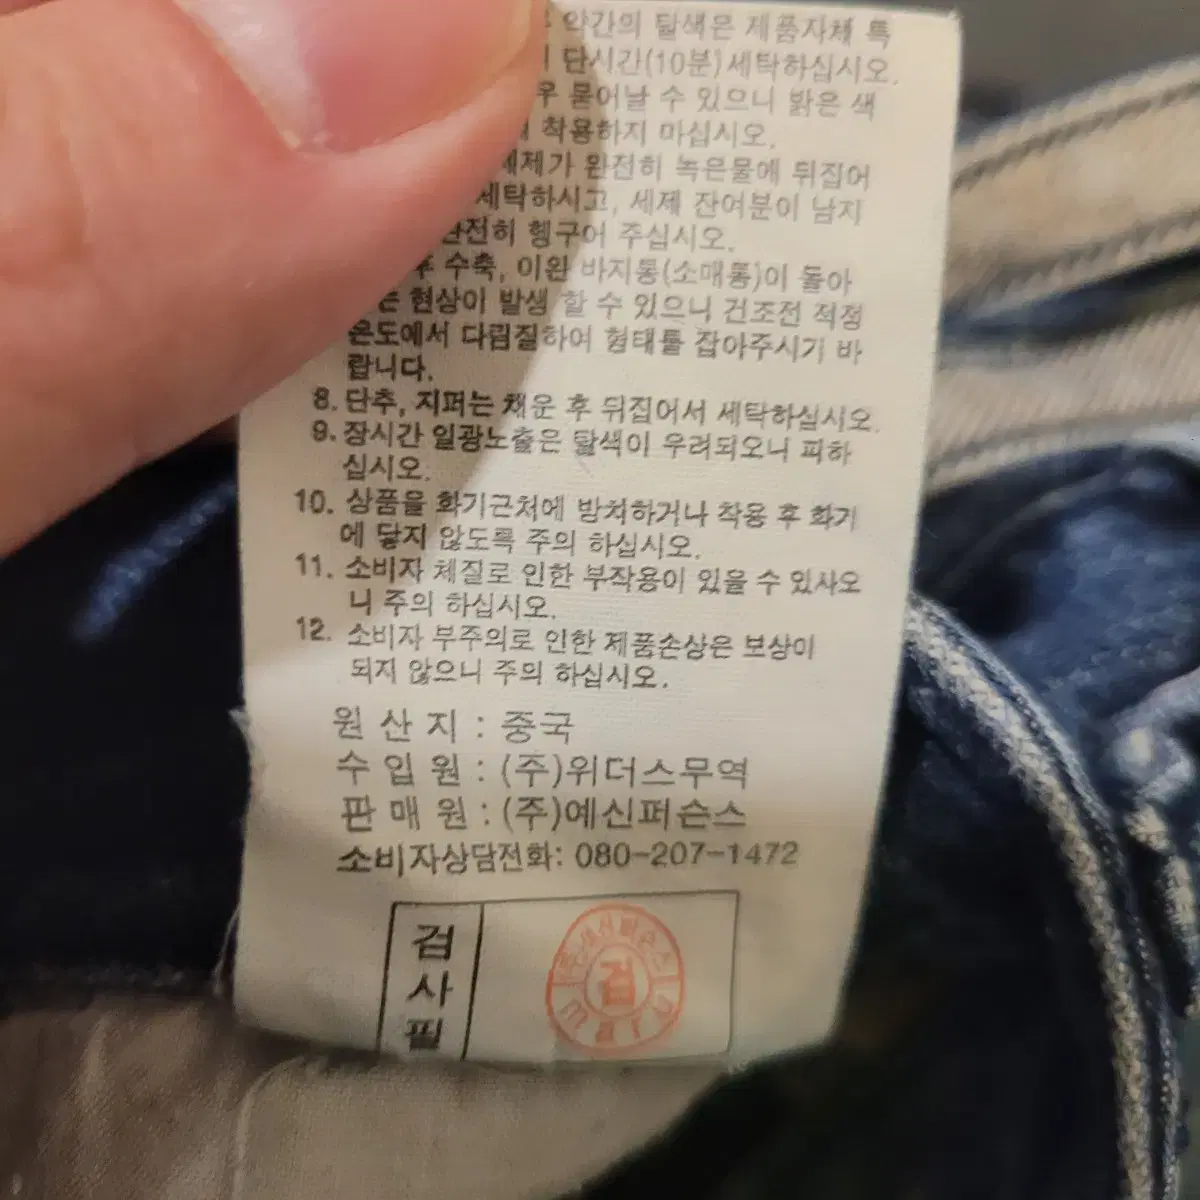 약간의 탈색은 제품자체 특
단시간(10분)세탁하십시오.
묻어날 수 있으니 밝은 색
착용하지 마십시오.
완전히 녹은물에 뒤집어
세탁하시고, 세제 잔여분이 남지
완전히 헹구어 주십시오.
수축, 이완 바지통(소매통)이 돌아
현상이 발생 할 수 있으니 건조전 적정
온도에서 다림질하여 형태를 잡아주시기 바
랍니다.
8. 단추, 지퍼는 채운 후 뒤집어서 세탁하십시오.
9. 장시간 일광노출은 탈색이 우려되오니 피하
십시오.
10. 상품을 화기근처에 방치하거나 착용 후 화기
에 닿지 않도록 주의 하십시오.
11. 소비자 체질로 인한 부작용이 있을 수 있사오
니 주의 하십시오.
12. 소비자 부주의로 인한 제품손상은 보상이
되지 않으니 주의 하십시오.
원 산 지 : 중국
수 입 원 : (주)위더스무역
판 매 원 : (주)예신퍼슨스
소비자상담전화: 080-207-1472
검사필
검